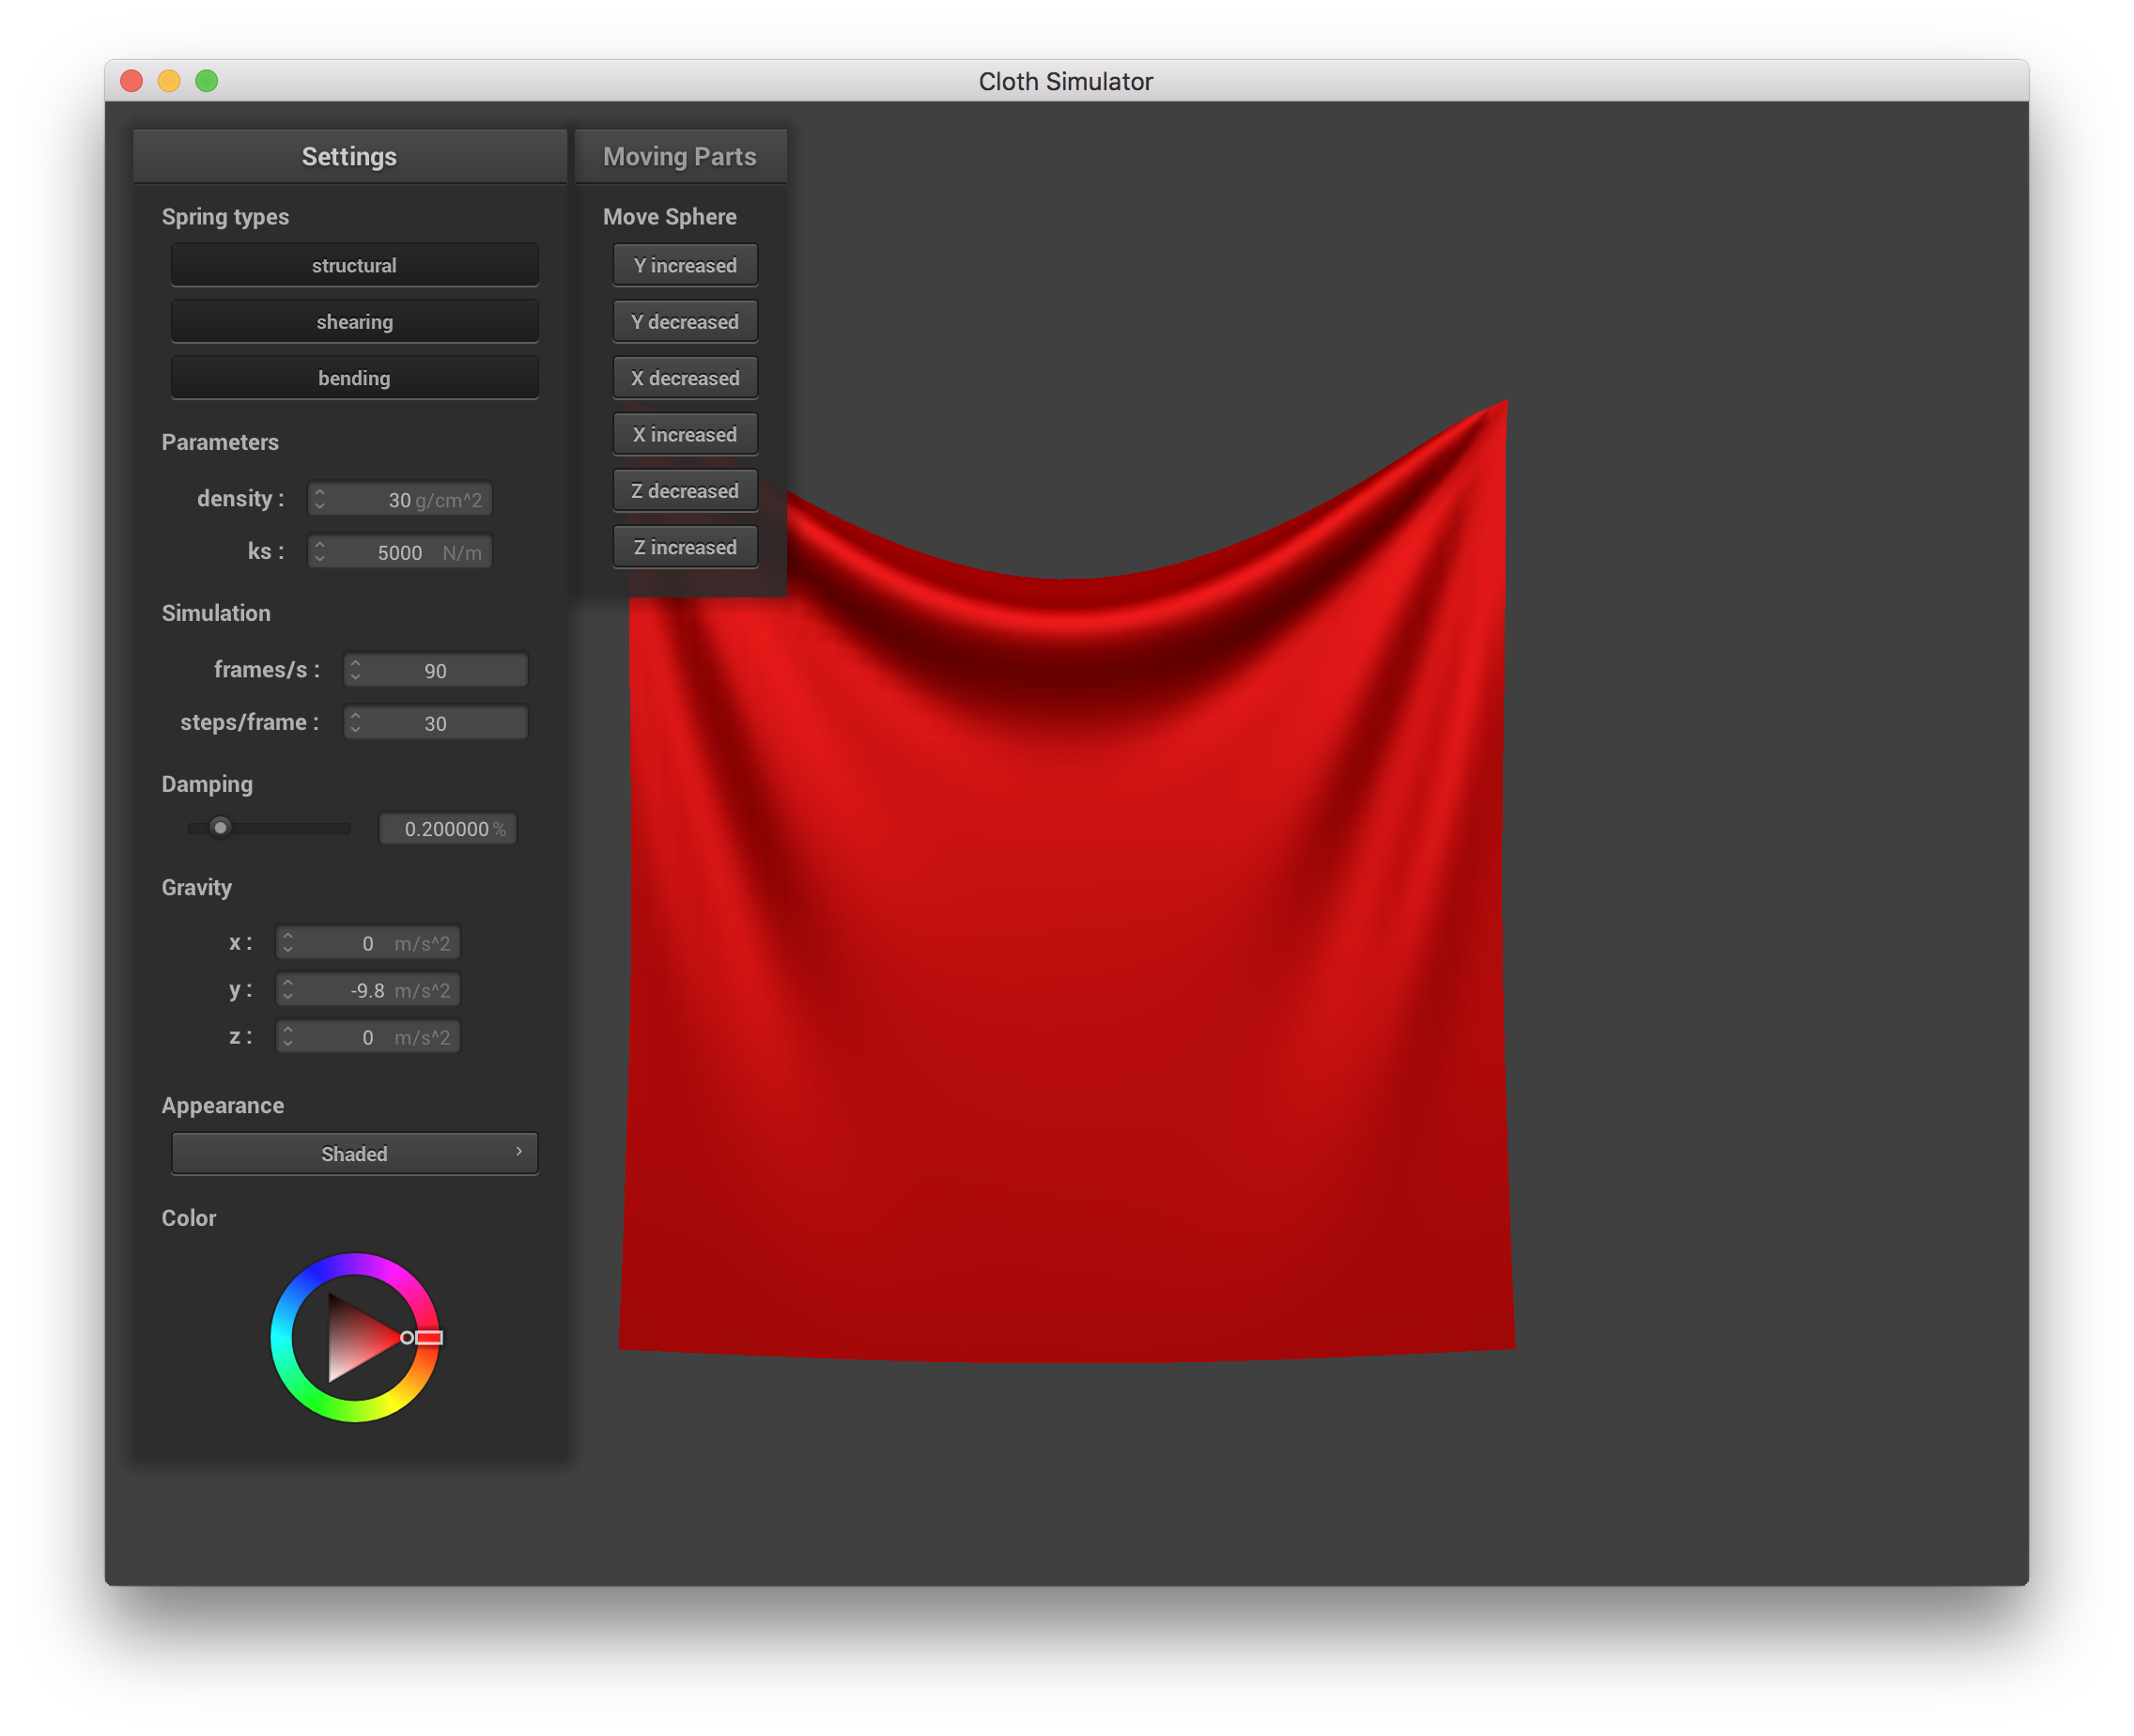 Cloth Simulator
Settings
Spring types
structural
shearing
bending
Parameters
density : 30 g/cm^2
ks : 5000 N/m
Simulation
frames/s : 90
steps/frame : 30
Damping
0.200000 %
Gravity
x : 0 m/s^2
y : -9.8 m/s^2
z : 0 m/s^2
Appearance
Shaded
Color
Moving Parts
Move Sphere
Y increased
Y decreased
X decreased
X increased
Z decreased
Z increased